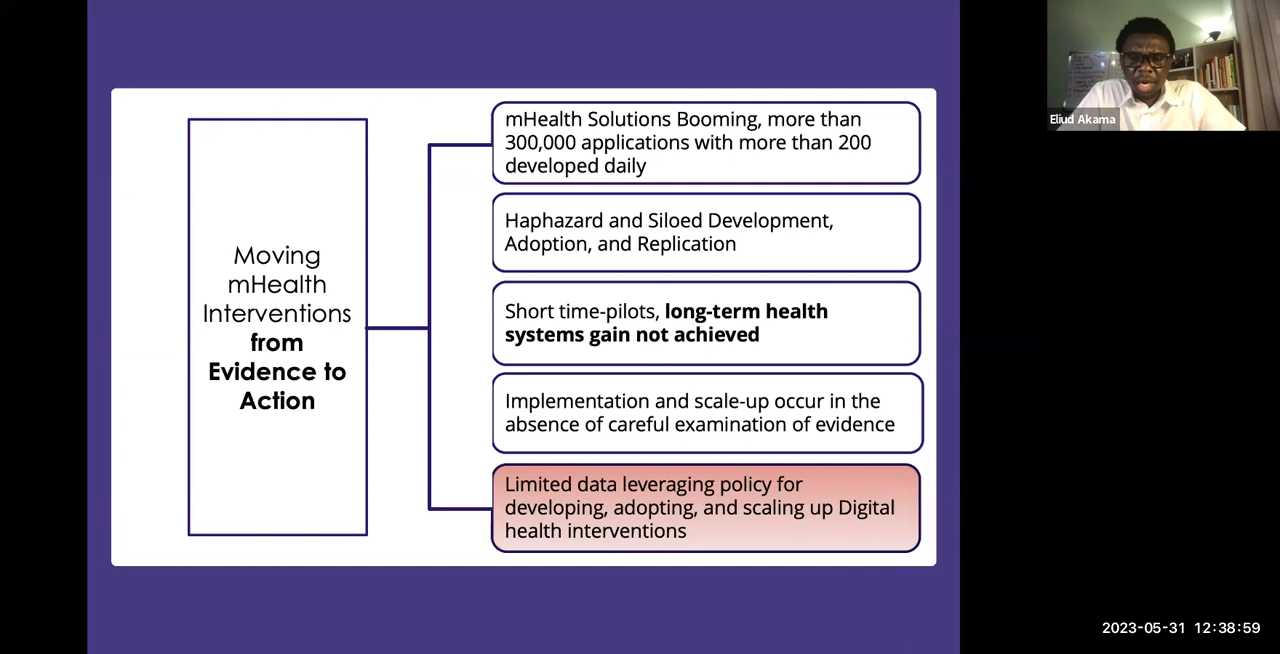 Moving
mHealth
Interventions
from
Evidence to
Action
mHealth Solutions Booming, more than
300,000 applications with more than 200
developed daily
Haphazard and Siloed Development,
Adoption, and Replication
Short time-pilots, long-term health
systems gain not achieved
Implementation and scale-up occur in the
absence of careful examination of evidence
Limited data leveraging policy for
developing, adopting, and scaling up Digital
health interventions
Eliud Akama
2023-05-31 12:38:59